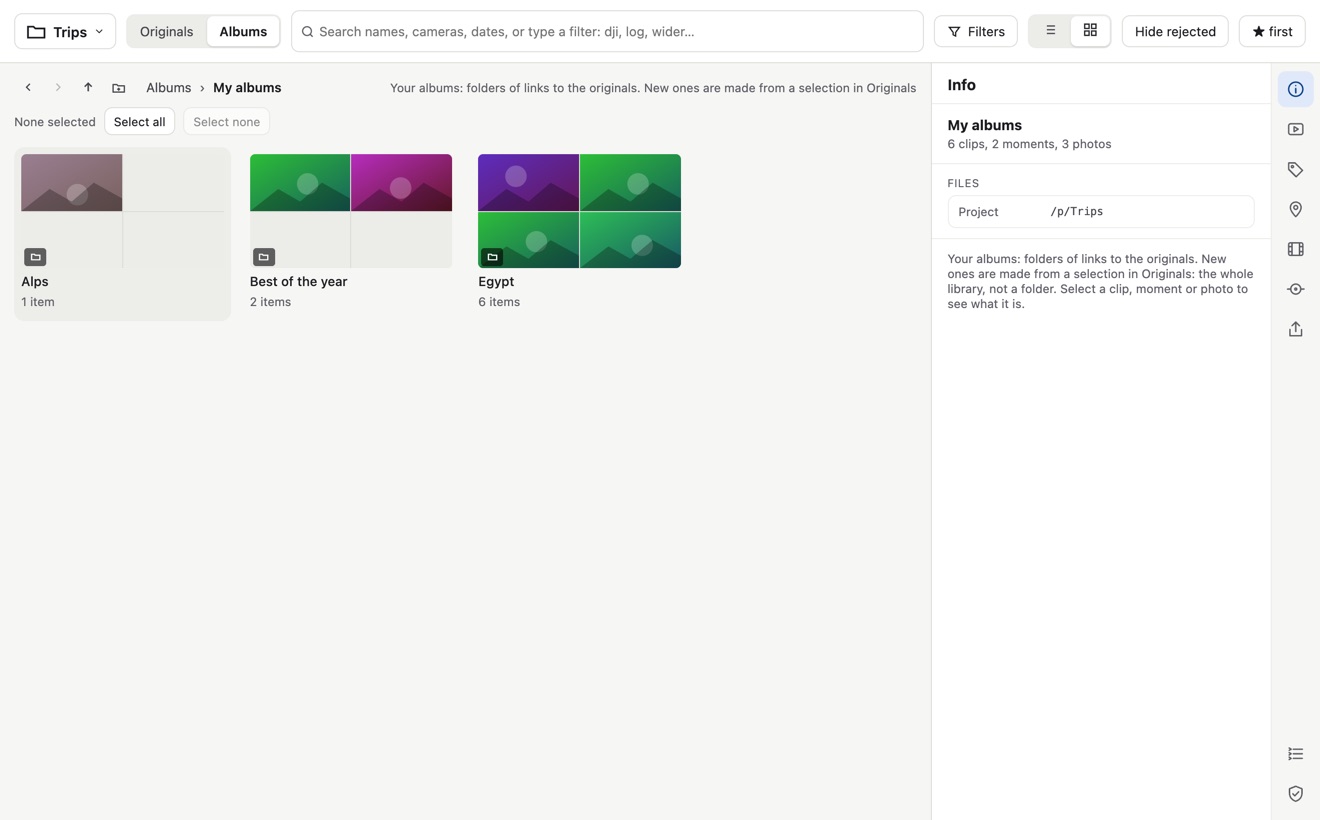 Trips
Originals
Albums
Search names, cameras, dates, or type a filter: dji, log, wider...
Filters
Hide rejected
★ first
Albums › My albums
Your albums: folders of links to the originals. New ones are made from a selection in Originals
None selected
Select all
Select none
Alps
1 item
Best of the year
2 items
Egypt
6 items
Info
My albums
6 clips, 2 moments, 3 photos
FILES
Project /p/Trips
Your albums: folders of links to the originals. New
ones are made from a selection in Originals: the whole
library, not a folder. Select a clip, moment or photo to
see what it is.